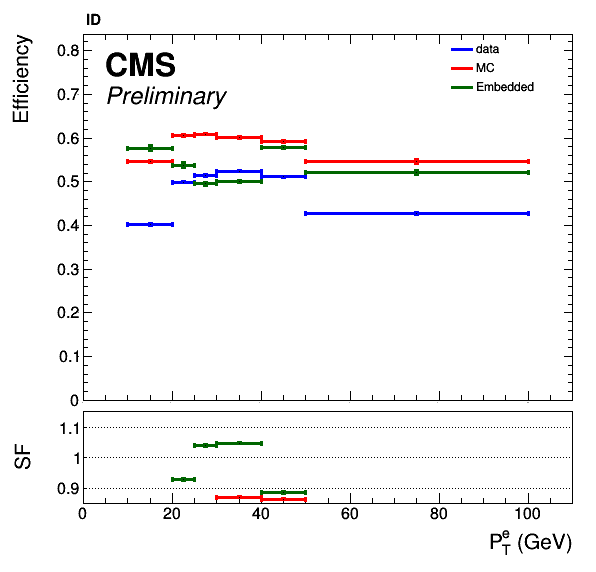 ID
CMS
Preliminary
data
MC
Embedded
Efficiency
0.8
0.7
0.6
0.5
0.4
0.3
0.2
0.1
0
SF
1.1
1
0.9
0 20 40 60 80 100
P_T^e (GeV)